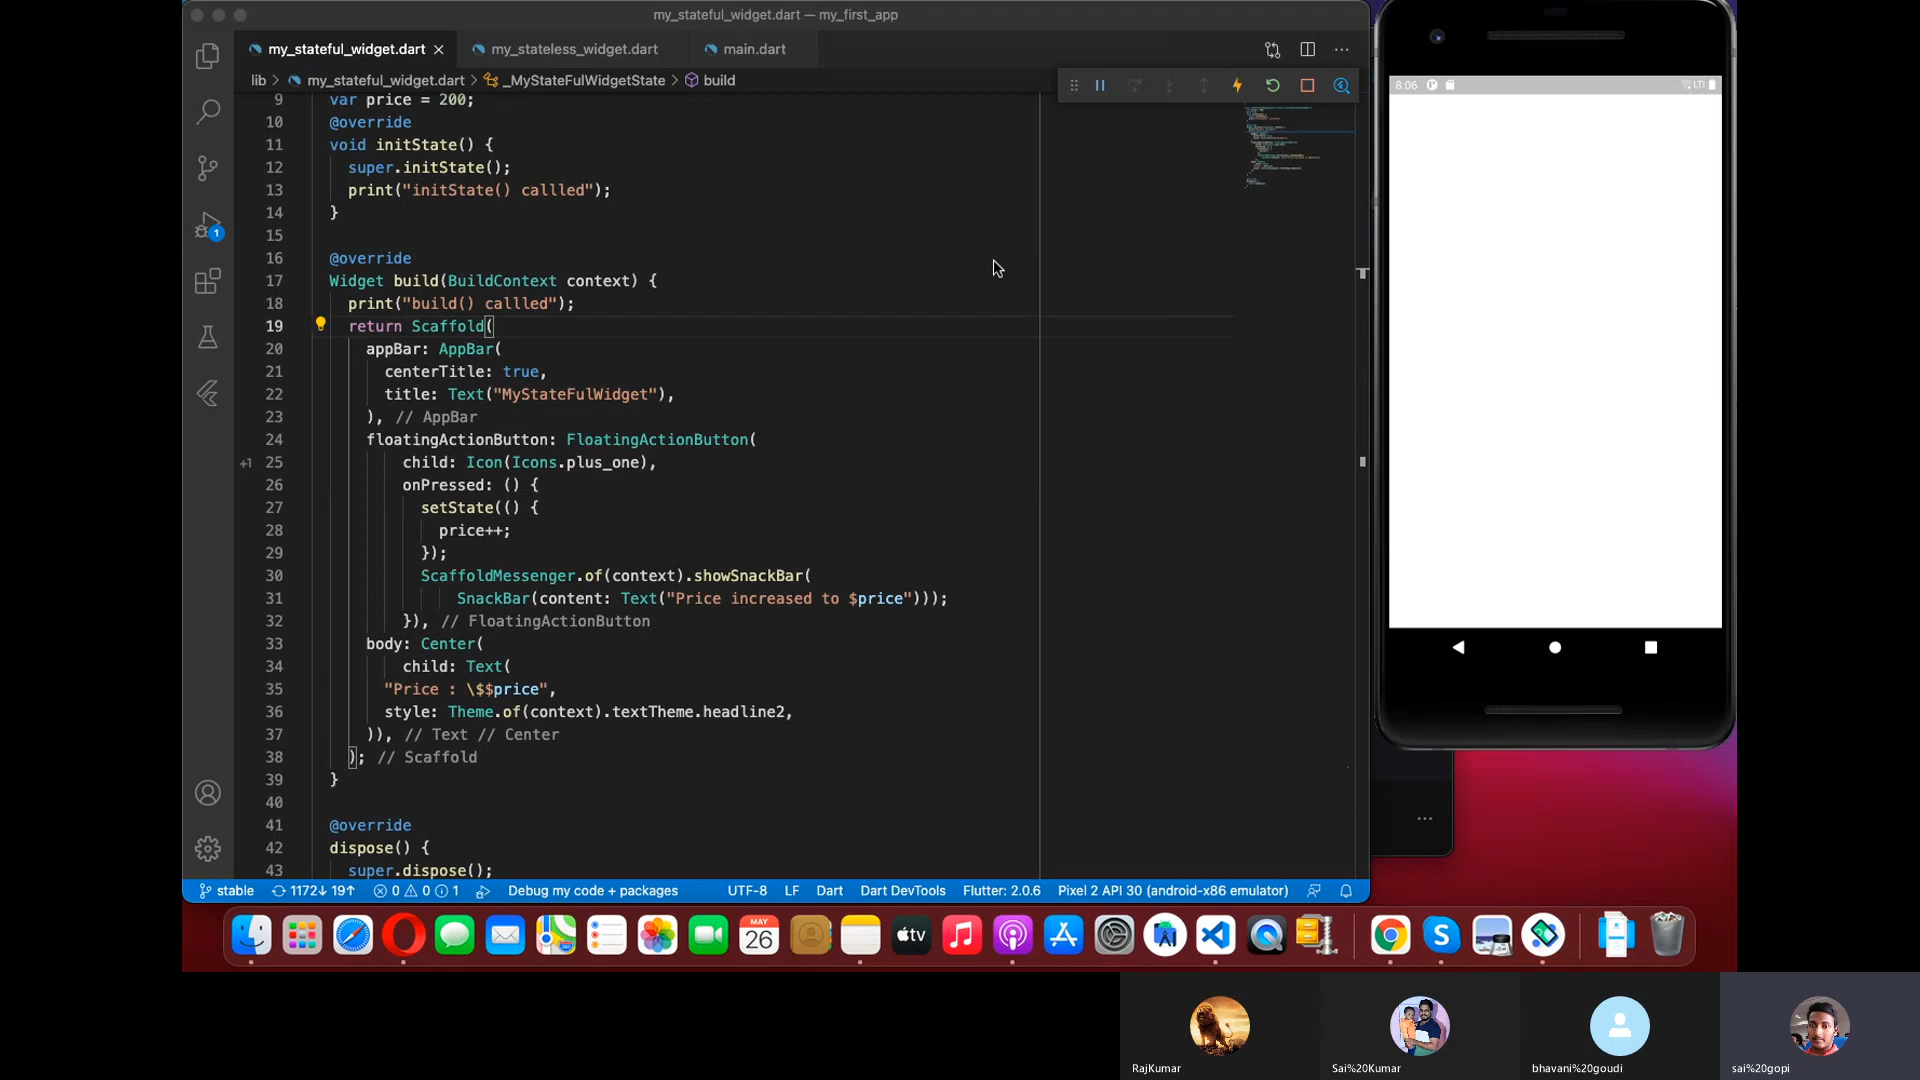 my_stateful_widget.dart — my_first_app
my_stateful_widget.dart
my_stateless_widget.dart
main.dart
lib > my_stateful_widget.dart > _MyStateFulWidgetState > build
9 var price = 200;
10 @override
11 void initState() {
12 super.initState();
13 print("initState() callled");
14 }
15
16 @override
17 Widget build(BuildContext context) {
18 print("build() callled");
19 return Scaffold(
20 appBar: AppBar(
21 centerTitle: true,
22 title: Text("MyStateFulWidget"),
23 ), // AppBar
24 floatingActionButton: FloatingActionButton(
+1 25 child: Icon(Icons.plus_one),
26 onPressed: () {
27 setState(() {
28 price++;
29 });
30 ScaffoldMessenger.of(context).showSnackBar(
31 SnackBar(content: Text("Price increased to $price")));
32 }), // FloatingActionButton
33 body: Center(
34 child: Text(
35 "Price : \$$price",
36 style: Theme.of(context).textTheme.headline2,
37 )), // Text // Center
38 ); // Scaffold
39 }
40
41 @override
42 dispose() {
43 super.dispose();
1
stable 1172↓ 19↑ 0 0 1 Debug my code + packages UTF-8 LF Dart Dart DevTools Flutter: 2.0.6 Pixel 2 API 30 (android-x86 emulator)
8:06
LTE
MAY
26
tv
RajKumar
Sai%20Kumar
bhavani%20goudi
sai%20gopi